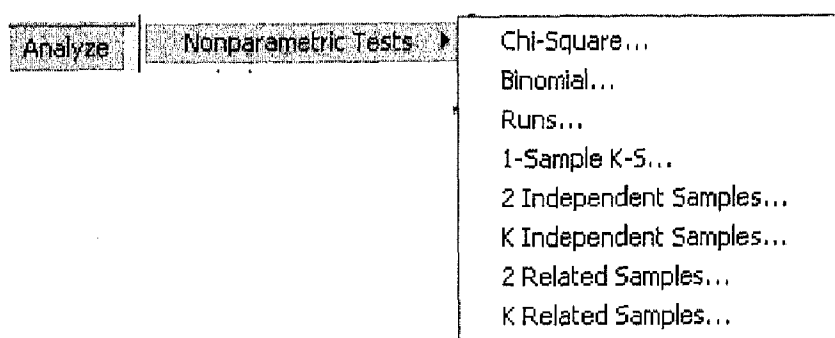 Analyze
Nonparametric Tests
Chi-Square...
Binomial...
Runs...
1-Sample K-S...
2 Independent Samples...
K Independent Samples...
2 Related Samples...
K Related Samples...